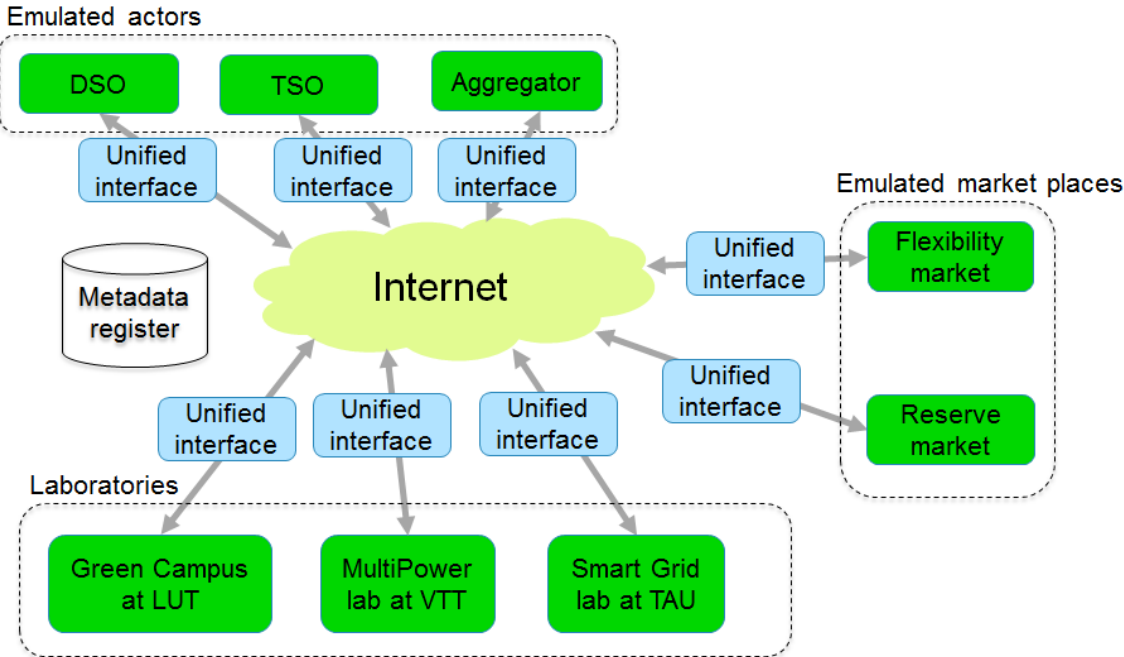 Emulated actors
DSO
TSO
Aggregator
Unified
interface
Unified
interface
Unified
interface
Emulated market places
Unified
interface
Flexibility
market
Metadata
register
Internet
Unified
interface
Reserve
market
Unified
interface
Unified
interface
Unified
interface
Laboratories
Green Campus
at LUT
MultiPower
lab at VTT
Smart Grid
lab at TAU